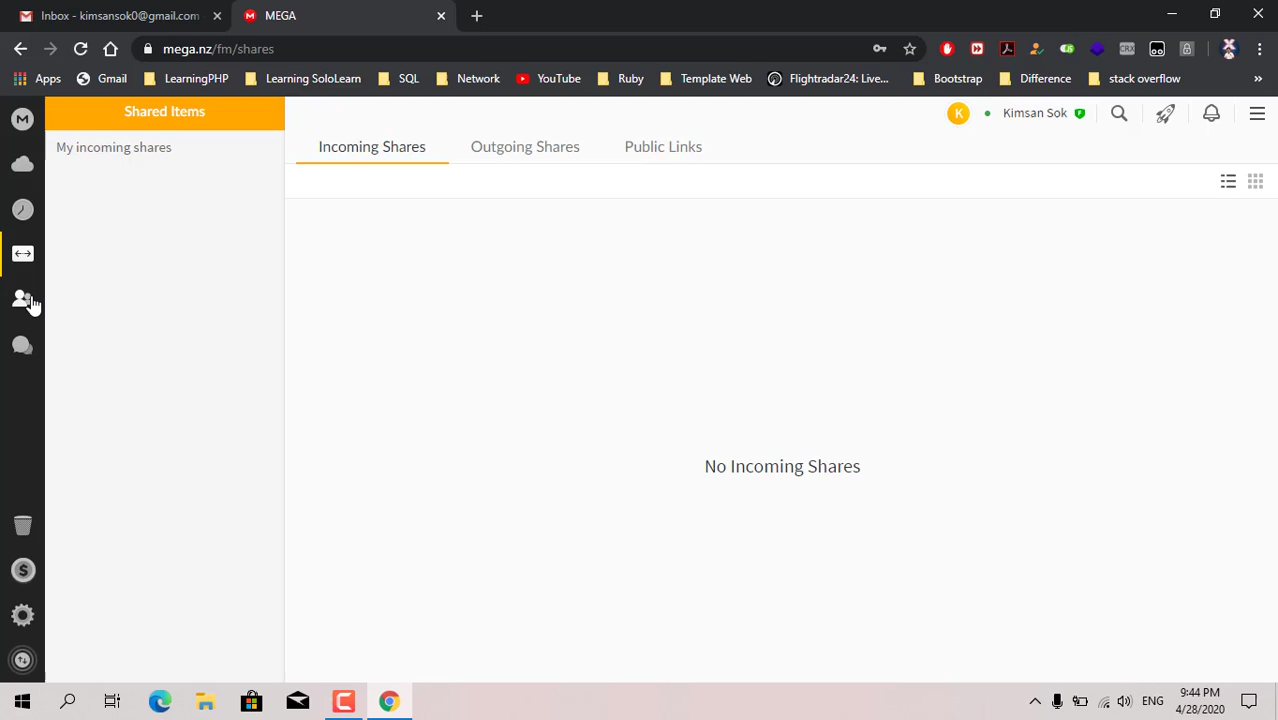 Inbox - kimsansok0@gmail.com
MEGA
mega.nz/fm/shares
Apps Gmail LearningPHP Learning SoloLearn SQL Network YouTube Ruby Template Web Flightradar24: Live... Bootstrap Difference stack overflow »
Shared Items
Kimsan Sok
K
My incoming shares
Incoming Shares Outgoing Shares Public Links
No Incoming Shares
ENG
9:44 PM
4/28/2020